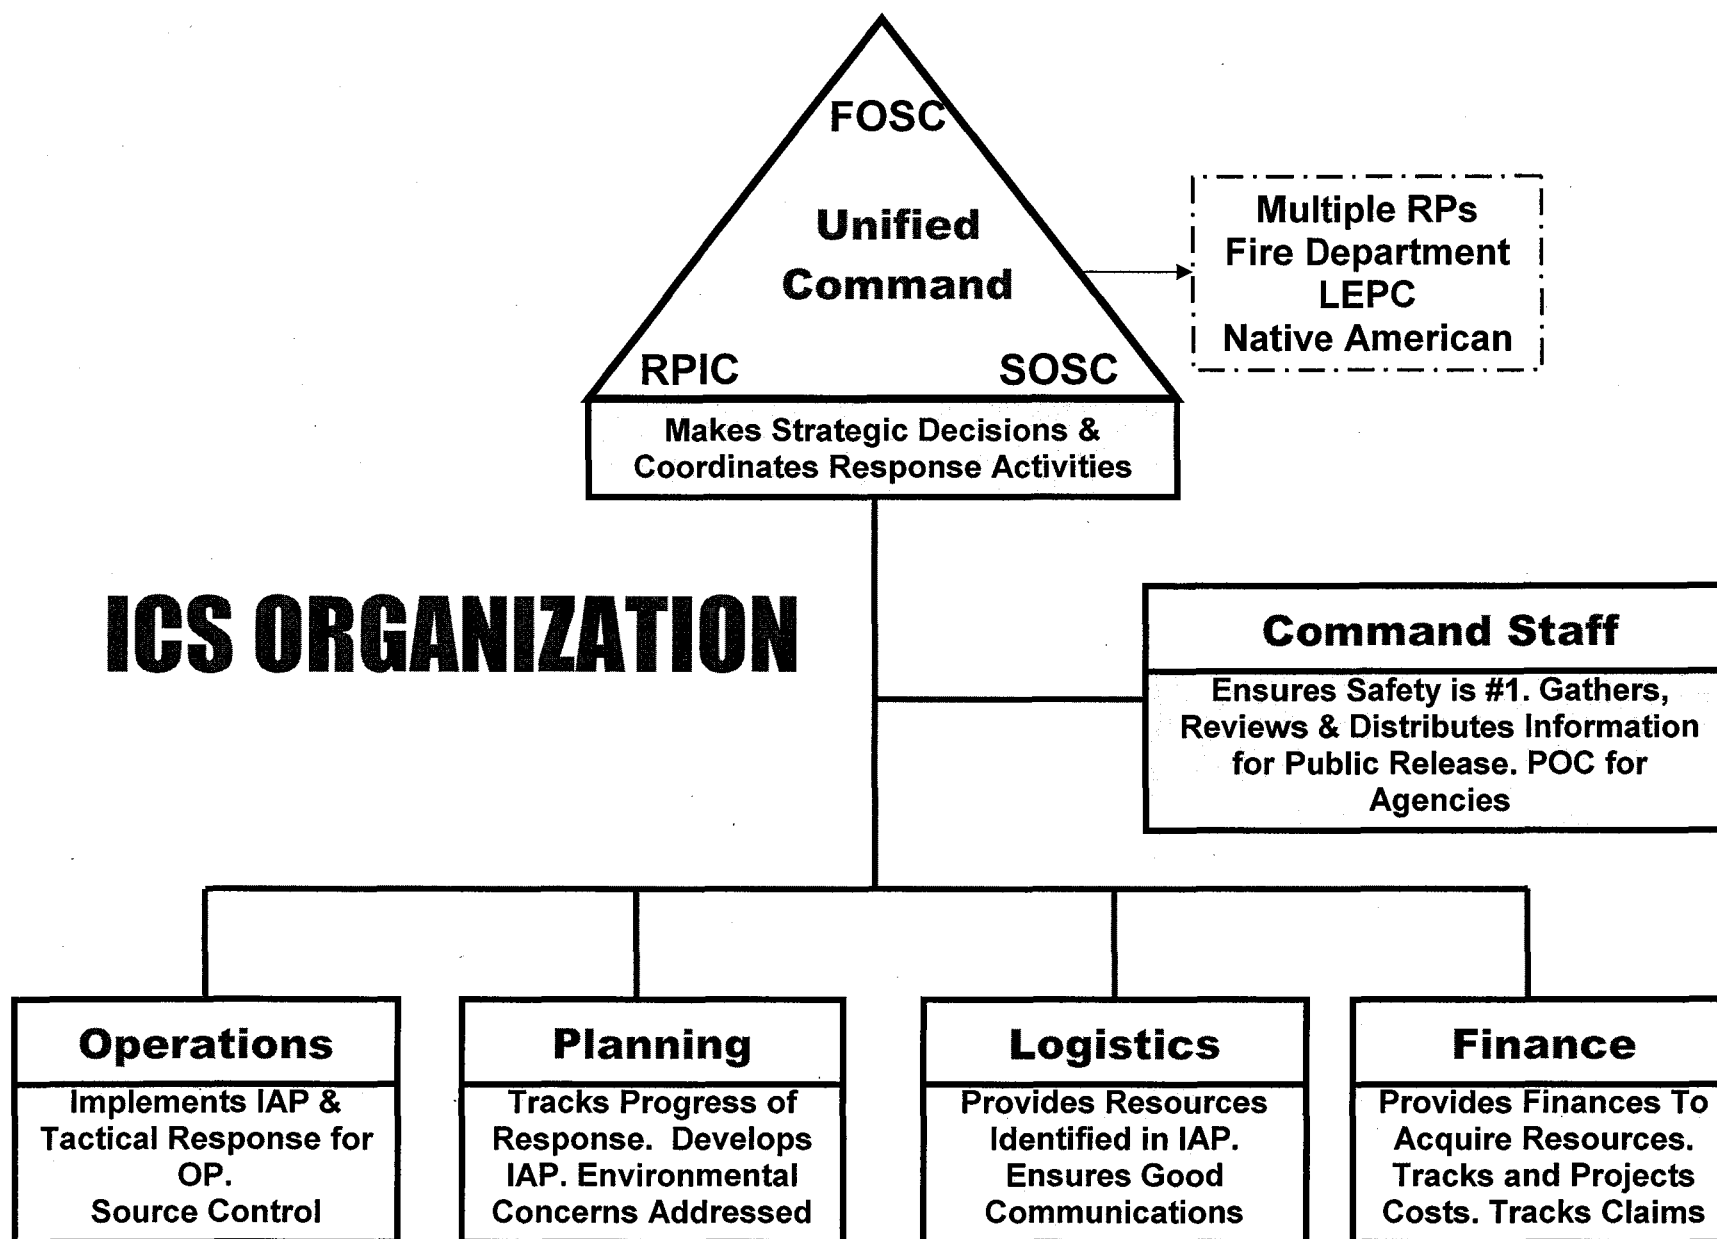 FOSC
Unified
Command
RPIC
SOSC
Makes Strategic Decisions &
Coordinates Response Activities
Multiple RPs
Fire Department
LEPC
Native American
ICS ORGANIZATION
Command Staff
Ensures Safety is #1. Gathers,
Reviews & Distributes Information
for Public Release. POC for
Agencies
Operations
Implements IAP &
Tactical Response for
OP.
Source Control
Planning
Tracks Progress of
Response. Develops
IAP. Environmental
Concerns Addressed
Logistics
Provides Resources
Identified in IAP.
Ensures Good
Communications
Finance
Provides Finances To
Acquire Resources.
Tracks and Projects
Costs. Tracks Claims